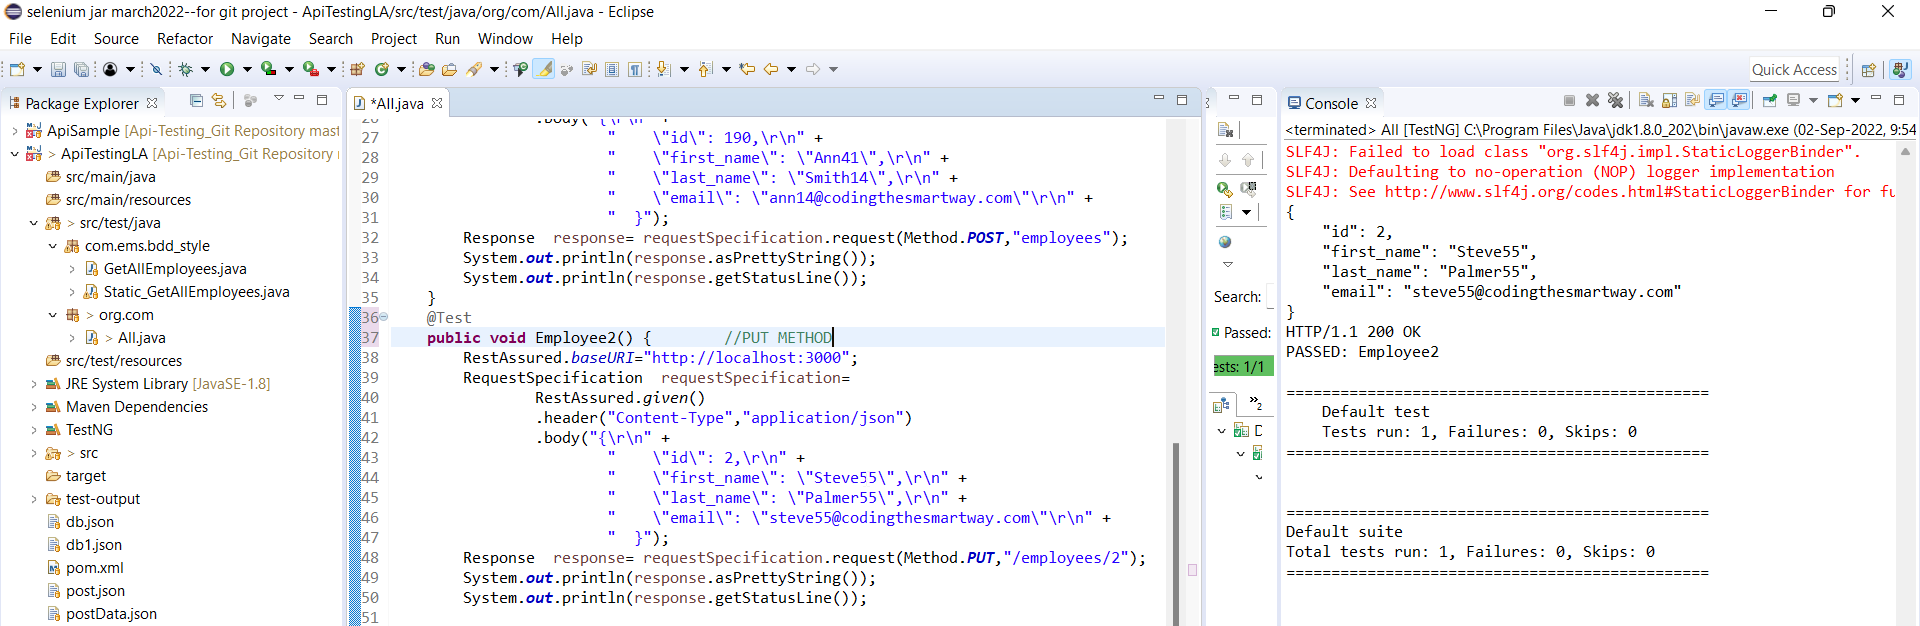 selenium jar march2022--for git project - ApiTestingLA/src/test/java/org/com/All.java - Eclipse
File Edit Source Refactor Navigate Search Project Run Window Help
Quick Access
Package Explorer
ApiSample [Api-Testing_Git Repository mast
> ApiTestingLA [Api-Testing_Git Repository
src/main/java
src/main/resources
> src/test/java
com.ems.bdd_style
GetAllEmployees.java
Static_GetAllEmployees.java
> org.com
> All.java
src/test/resources
JRE System Library [JavaSE-1.8]
Maven Dependencies
TestNG
> src
target
test-output
db.json
db1.json
pom.xml
post.json
postData.json
*All.java
26 .body( "{\r\n" +
27 "    \"id\": 190,\r\n" +
28 "    \"first_name\": \"Ann41\",\r\n" +
29 "    \"last_name\": \"Smith14\",\r\n" +
30 "    \"email\": \"ann14@codingthesmartway.com\"\r\n" +
31 "  }");
32 Response  response= requestSpecification.request(Method.POST,"employees");
33 System.out.println(response.asPrettyString());
34 System.out.println(response.getStatusLine());
35 }
36 @Test
37 public void Employee2() {        //PUT METHOD
38 RestAssured.baseURI="http://localhost:3000";
39 RequestSpecification  requestSpecification=
40 RestAssured.given()
41 .header("Content-Type","application/json")
42 .body("{\r\n" +
43 "    \"id\": 2,\r\n" +
44 "    \"first_name\": \"Steve55\",\r\n" +
45 "    \"last_name\": \"Palmer55\",\r\n" +
46 "    \"email\": \"steve55@codingthesmartway.com\"\r\n" +
47 "  }");
48 Response  response= requestSpecification.request(Method.PUT,"/employees/2");
49 System.out.println(response.asPrettyString());
50 System.out.println(response.getStatusLine());
51
Search:
Passed:
ests: 1/1
»2
Console
<terminated> All [TestNG] C:\Program Files\Java\jdk1.8.0_202\bin\javaw.exe (02-Sep-2022, 9:54
SLF4J: Failed to load class "org.slf4j.impl.StaticLoggerBinder".
SLF4J: Defaulting to no-operation (NOP) logger implementation
SLF4J: See http://www.slf4j.org/codes.html#StaticLoggerBinder for fu
{
    "id": 2,
    "first_name": "Steve55",
    "last_name": "Palmer55",
    "email": "steve55@codingthesmartway.com"
}
HTTP/1.1 200 OK
PASSED: Employee2
===============================================
    Default test
    Tests run: 1, Failures: 0, Skips: 0
===============================================
===============================================
Default suite
Total tests run: 1, Failures: 0, Skips: 0
===============================================